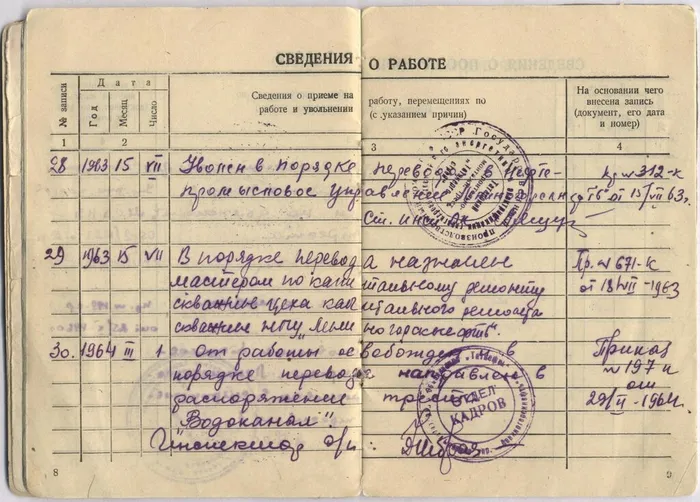 СВЕДЕНИЯ О РАБОТЕ
№ записи
Дата
Год
Месяц
Число
Сведения о приеме на работу, перемещениях по
работе и увольнении (с указанием причин)
На основании чего
внесена запись
(документ, его дата
и номер)
1 2 3 4
28 1963 15 VII Уволен в порядке перевода в Нефте- Пр. № 312-к
промысловое управление от 15/VII 63г.
Ст. инсп. ОК
29 1963 15 VII В порядке перевода назначен Пр. № 671-к
мастером по капитальному ремонту от 18/VII-1963
скважин цеха капитального ремонта
скважин НПУ
30. 1964 III 1 От работы освобожден в Приказ
порядке перевода направлен в № 197 к
распоряжение треста от
"Водоканал" 29/II-1964г.
Инспектор о/к
ОТДЕЛ
КАДРОВ
8 9